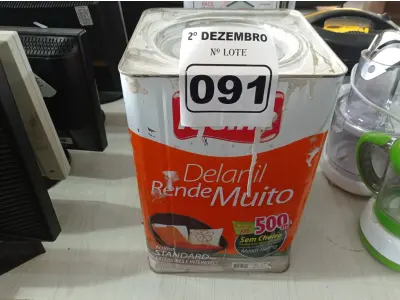 2º DEZEMBRO
Nº LOTE
091
Delanil
Rende Muito
500
Sem Cheiro
STANDARD